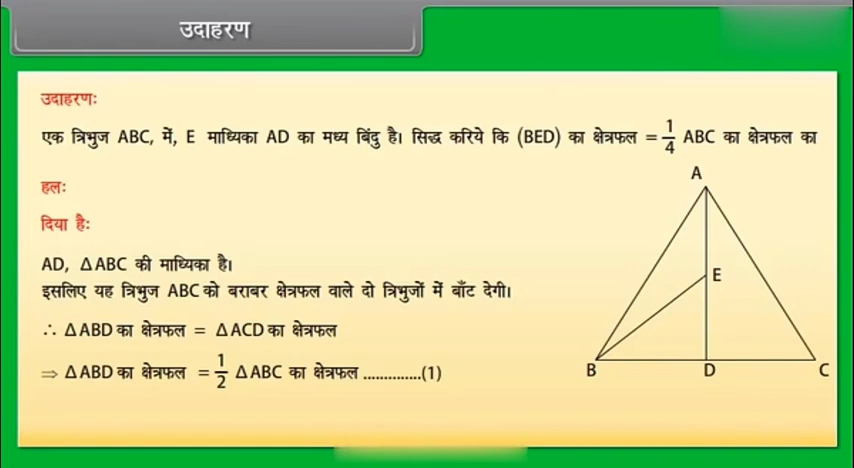 उदाहरण
उदाहरणः
एक त्रिभुज ABC, में, E माध्यिका AD का मध्य बिंदु है। सिद्ध करिये कि (BED) का क्षेत्रफल = 1/4 ABC का क्षेत्रफल का
हलः
दिया हैः
AD, ΔABC की माध्यिका है।
इसलिए यह त्रिभुज ABC को बराबर क्षेत्रफल वाले दो त्रिभुजों में बाँट देगी।
∴ ΔABD का क्षेत्रफल = ΔACD का क्षेत्रफल
⇒ ΔABD का क्षेत्रफल = 1/2 ΔABC का क्षेत्रफल ..............(1)
A
E
B D C